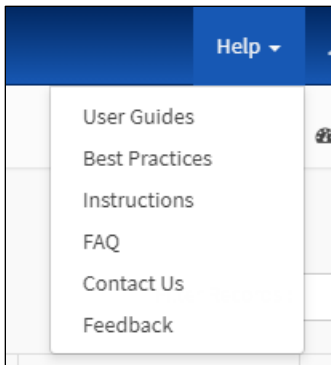 Help
User Guides
Best Practices
Instructions
FAQ
Contact Us
Feedback